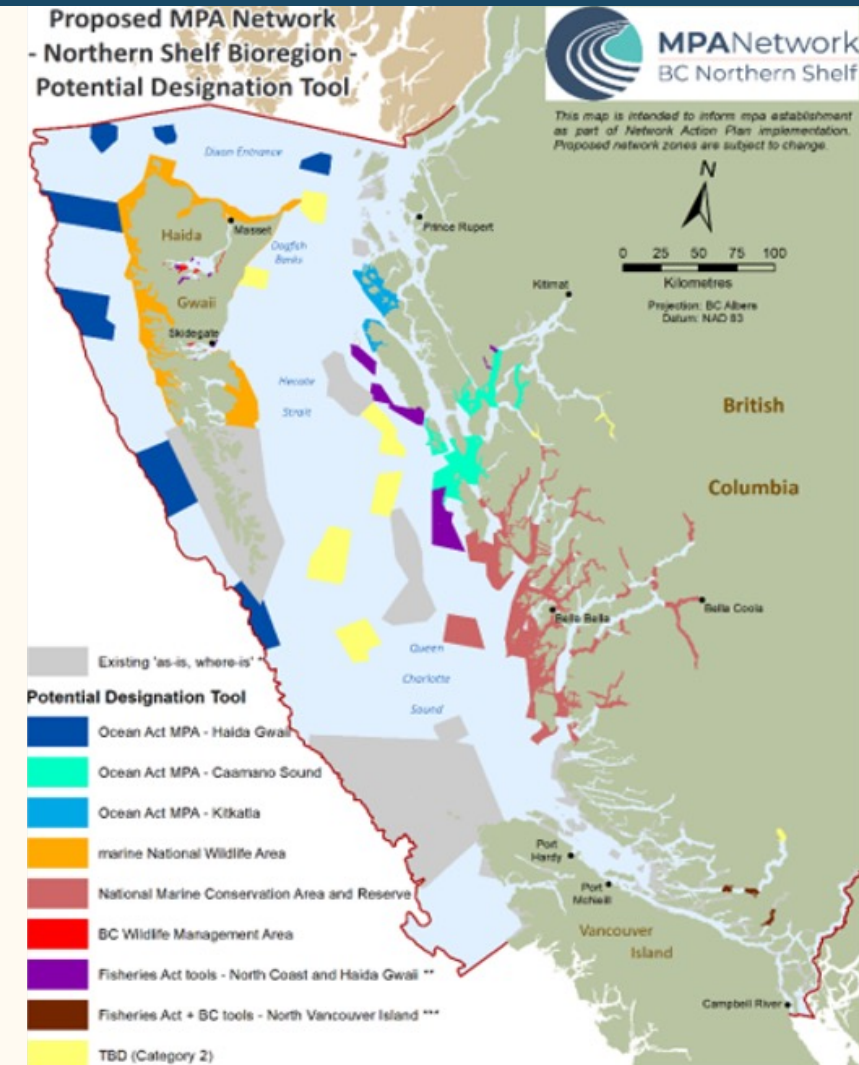 Proposed MPA Network
- Northern Shelf Bioregion -
Potential Designation Tool
MPANetwork
BC Northern Shelf
This map is intended to inform mpa establishment
as part of Network Action Plan implementation.
Proposed network zones are subject to change.
N
0 25 50 75 100
Kilometres
Projection: BC Albers
Datum: NAD 83
Dixon Entrance
Prince Rupert
Haida
Masset
Dogfish
Banks
Gwaii
Kitimat
Skidegate
Hecate
Strait
British
Columbia
Bella Bella
Bella Coola
Queen
Charlotte
Sound
Port
Hardy
Port
McNeill
Vancouver
Island
Campbell River
Existing 'as-is, where-is' *
Potential Designation Tool
Ocean Act MPA - Haida Gwaii
Ocean Act MPA - Caamano Sound
Ocean Act MPA - Kitkatla
marine National Wildlife Area
National Marine Conservation Area and Reserve
BC Wildlife Management Area
Fisheries Act tools - North Coast and Haida Gwaii **
Fisheries Act + BC tools - North Vancouver Island ***
TBD (Category 2)